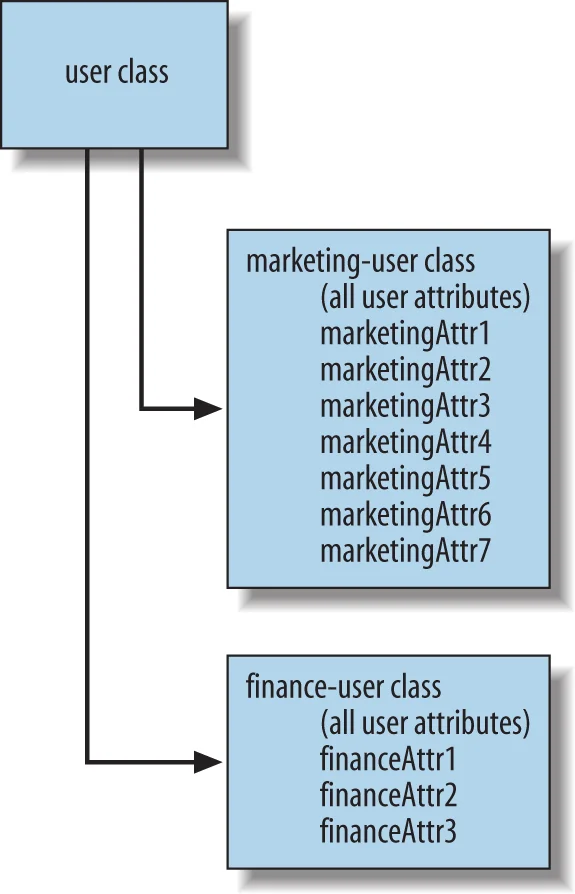 user class
marketing-user class
(all user attributes)
marketingAttr1
marketingAttr2
marketingAttr3
marketingAttr4
marketingAttr5
marketingAttr6
marketingAttr7
finance-user class
(all user attributes)
financeAttr1
financeAttr2
financeAttr3